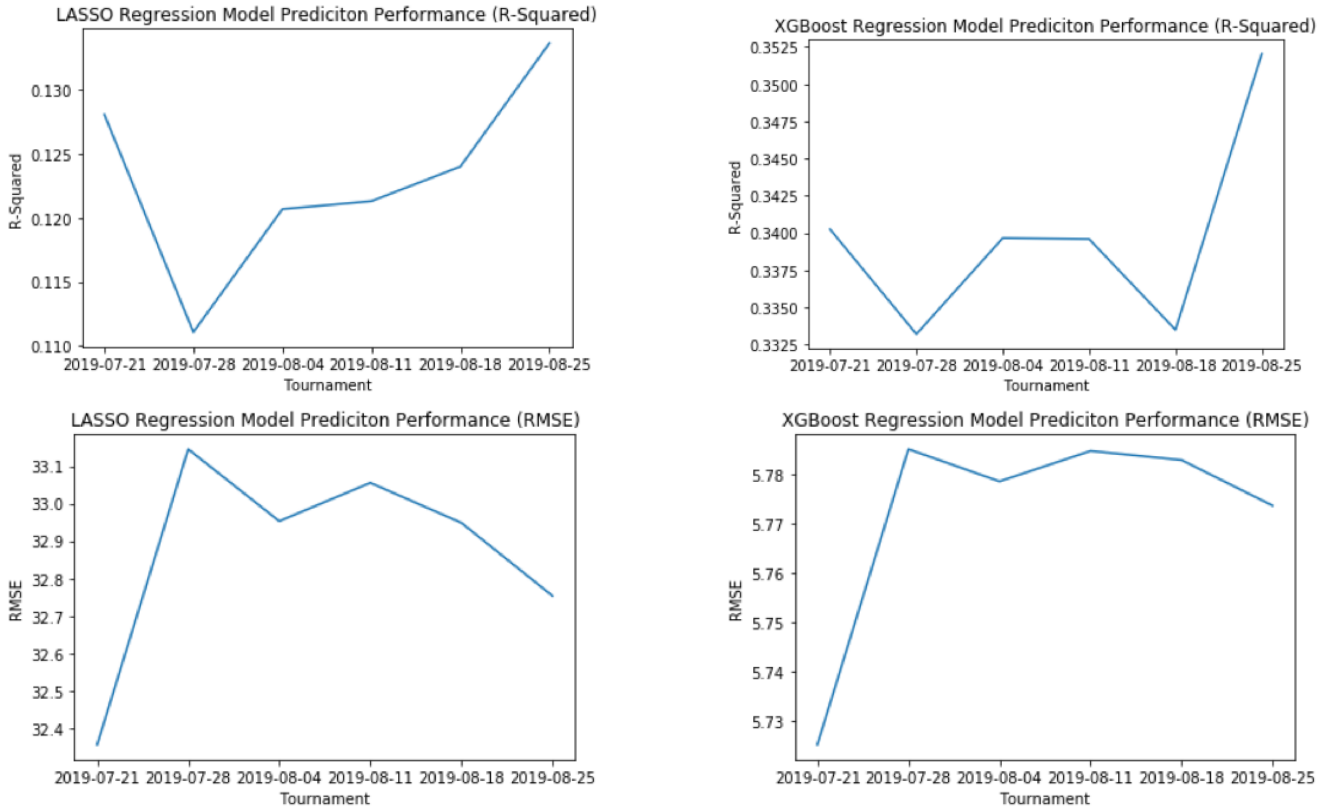 LASSO Regression Model Prediciton Performance (R-Squared)
0.130
0.125
0.120
0.115
0.110
R-Squared
2019-07-21 2019-07-28 2019-08-04 2019-08-11 2019-08-18 2019-08-25
Tournament
XGBoost Regression Model Prediciton Performance (R-Squared)
0.3525
0.3500
0.3475
0.3450
0.3425
0.3400
0.3375
0.3350
0.3325
R-Squared
2019-07-21 2019-07-28 2019-08-04 2019-08-11 2019-08-18 2019-08-25
Tournament
LASSO Regression Model Prediciton Performance (RMSE)
33.1
33.0
32.9
32.8
32.7
32.6
32.5
32.4
RMSE
2019-07-21 2019-07-28 2019-08-04 2019-08-11 2019-08-18 2019-08-25
Tournament
XGBoost Regression Model Prediciton Performance (RMSE)
5.78
5.77
5.76
5.75
5.74
5.73
RMSE
2019-07-21 2019-07-28 2019-08-04 2019-08-11 2019-08-18 2019-08-25
Tournament